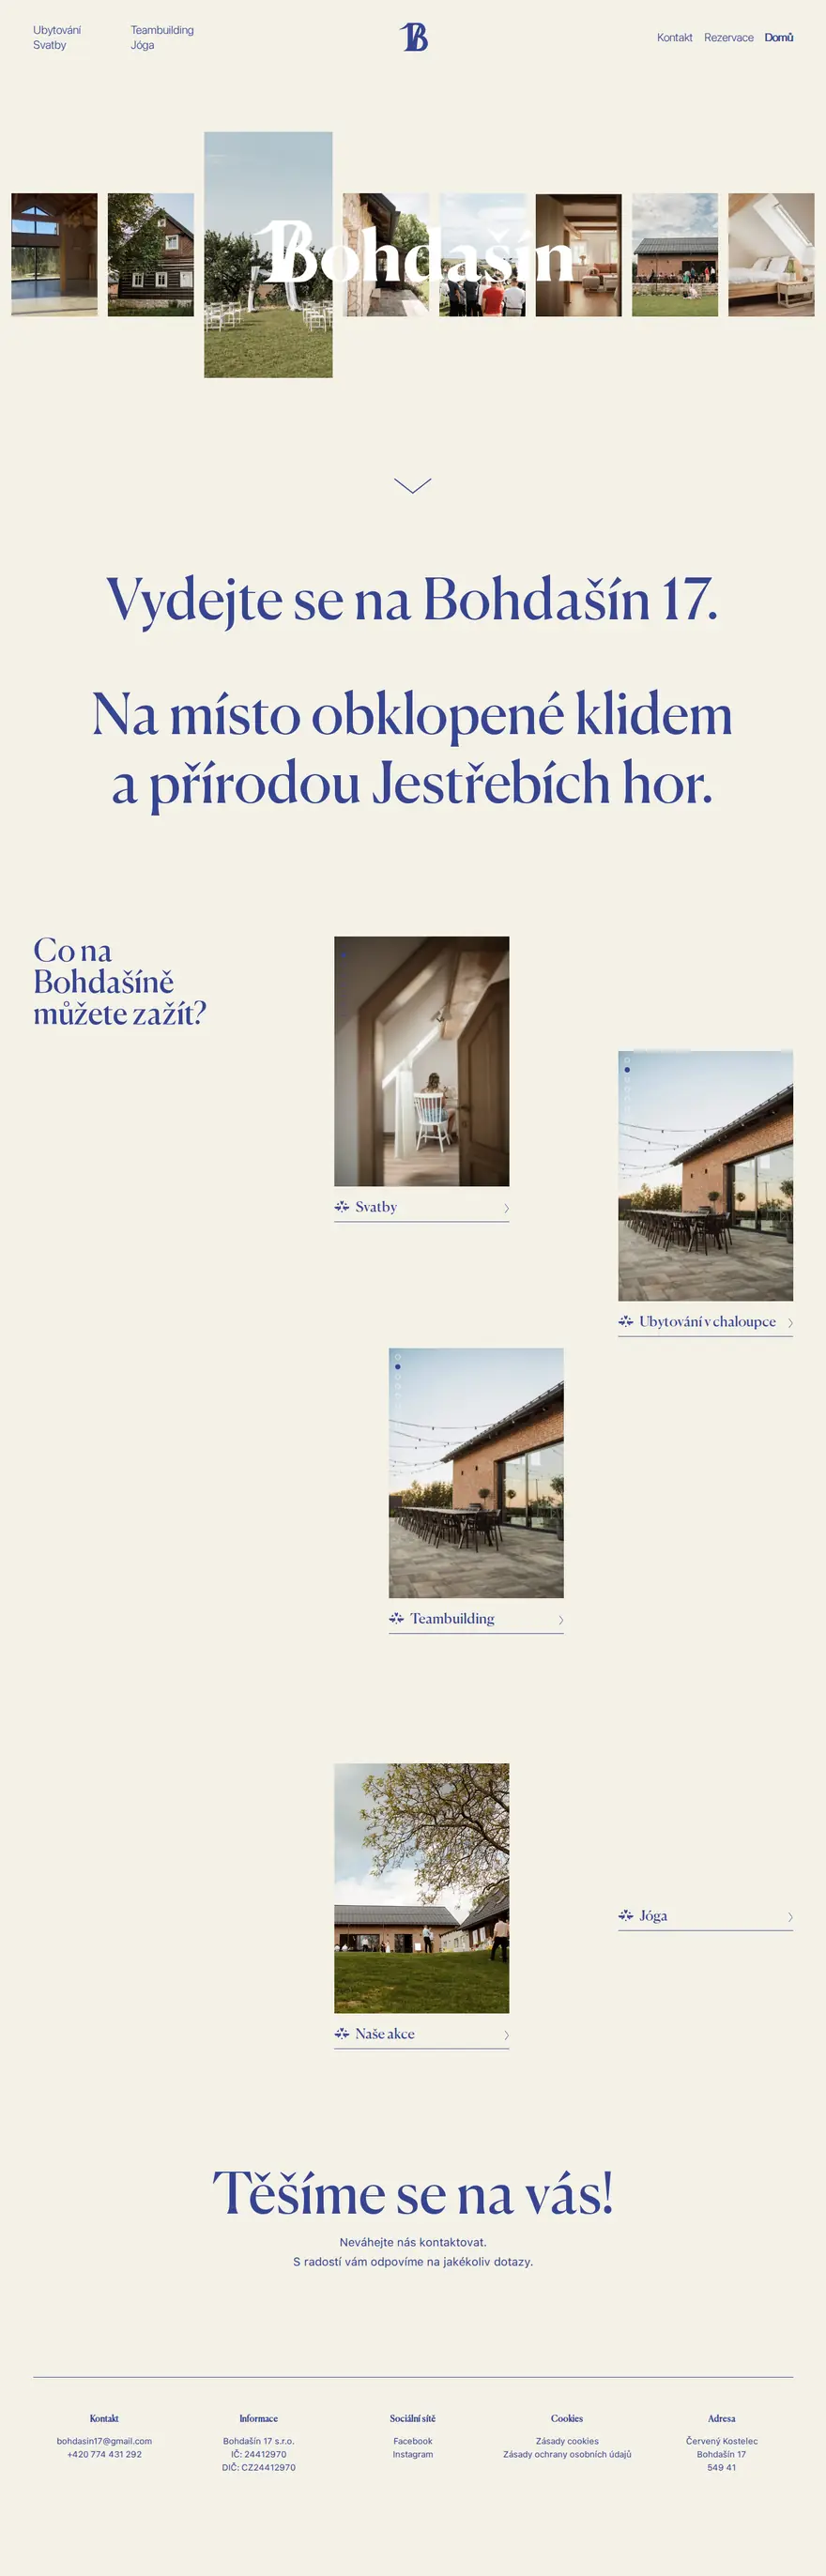 Ubytování
Svatby
Teambuilding
Jóga
B
Kontakt
Rezervace
Domů
Bohdašín
Vydejte se na Bohdašín 17.
Na místo obklopené klidem
a přírodou Jestřebích hor.
Co na
Bohdašíně
můžete zažít?
Svatby
Ubytování v chaloupce
Teambuilding
Jóga
Naše akce
Těšíme se na vás!
Neváhejte nás kontaktovat.
S radostí vám odpovíme na jakékoliv dotazy.
Kontakt
bohdasin17@gmail.com
+420 774 431 292
Informace
Bohdašín 17 s.r.o.
IČ: 24412970
DIČ: CZ24412970
Sociální sítě
Facebook
Instagram
Cookies
Zásady cookies
Zásady ochrany osobních údajů
Adresa
Červený Kostelec
Bohdašín 17
549 41